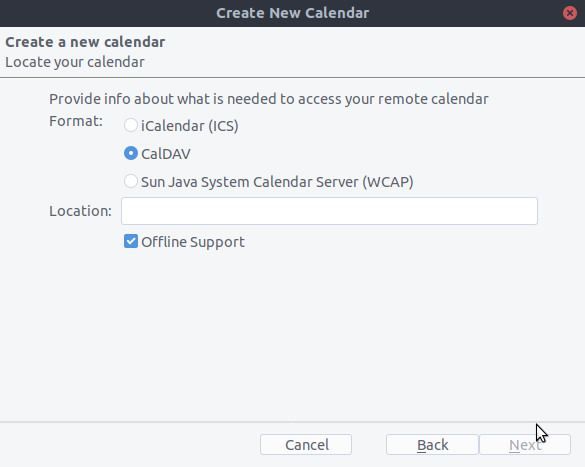 Create New Calendar
Create a new calendar
Locate your calendar
Provide info about what is needed to access your remote calendar
Format:
iCalendar (ICS)
CalDAV
Sun Java System Calendar Server (WCAP)
Location:
Offline Support
Cancel
Back
Next